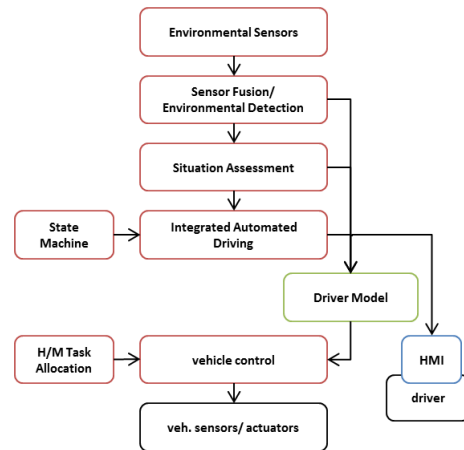 Environmental Sensors
Sensor Fusion/
Environmental Detection
Situation Assessment
State
Machine
Integrated Automated
Driving
Driver Model
H/M Task
Allocation
vehicle control
HMI
driver
veh. sensors/ actuators